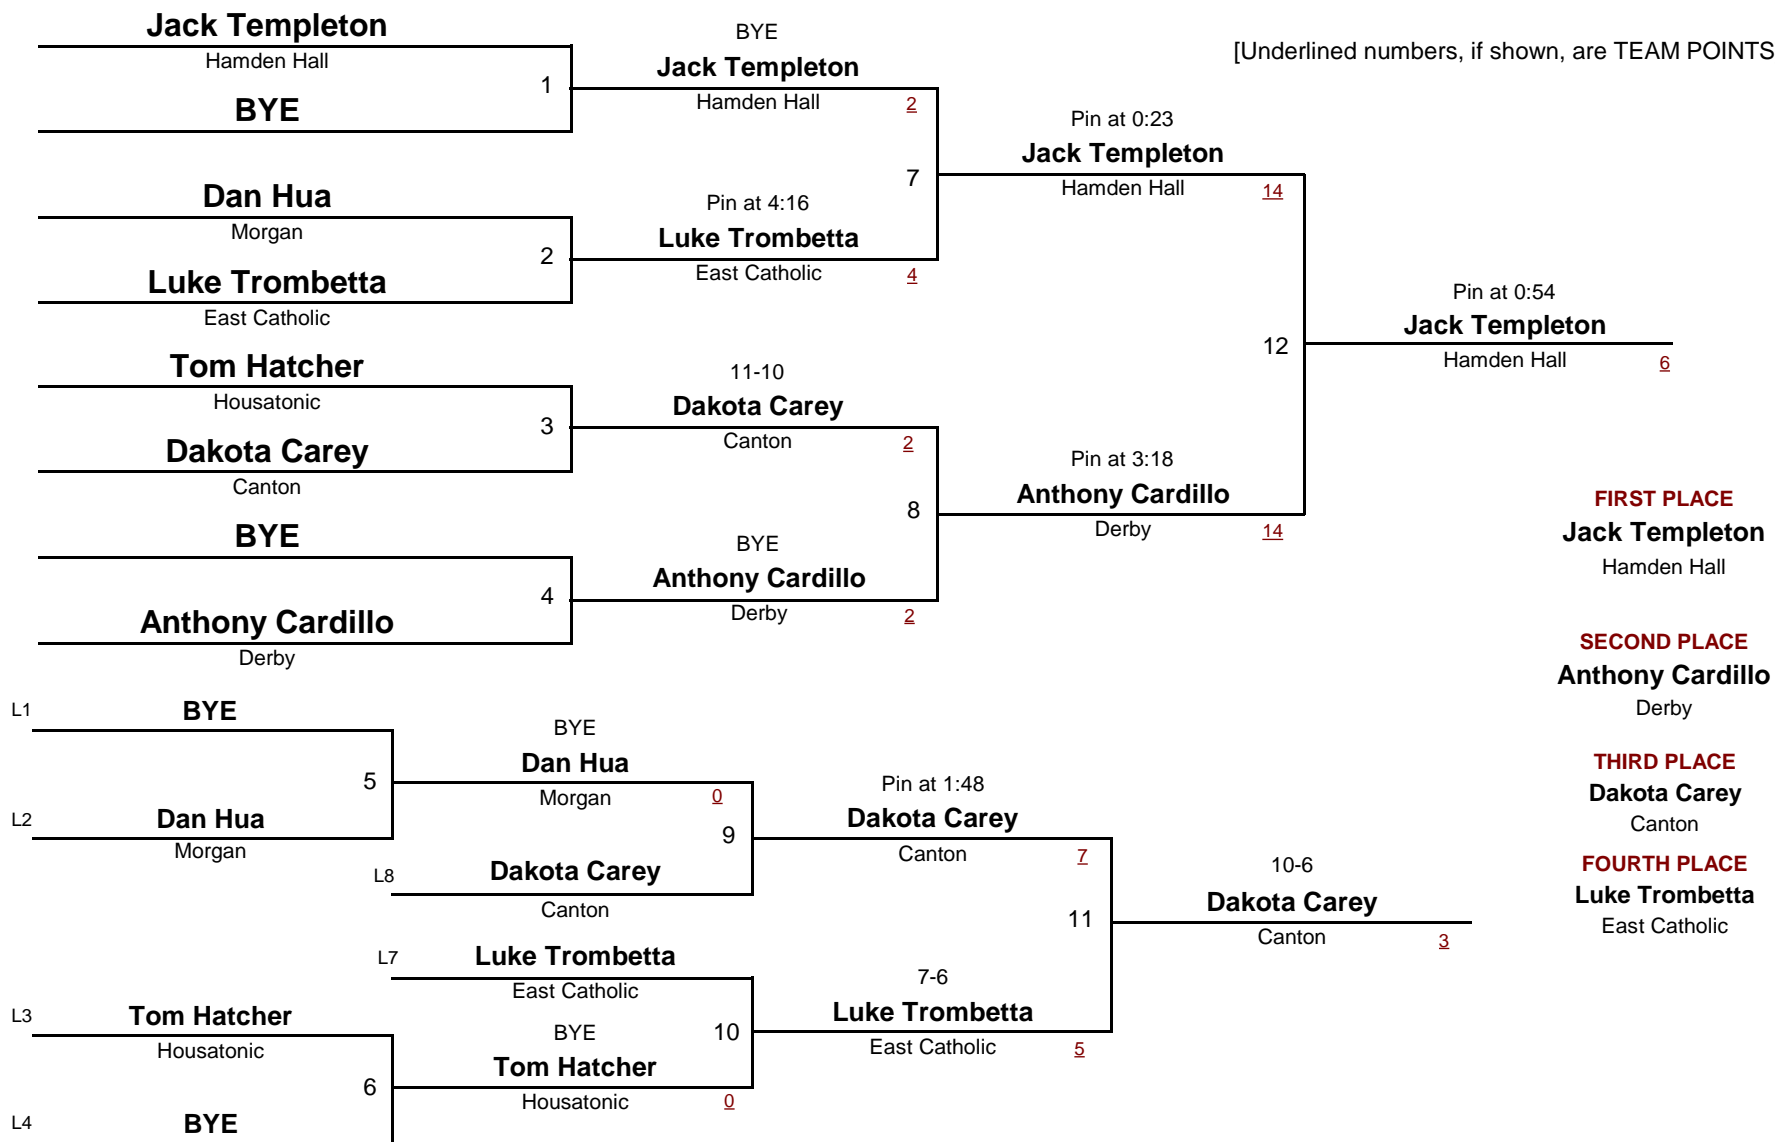 [Underlined numbers, if shown, are TEAM POINTS
Jack Templeton
Hamden Hall
1
BYE
Dan Hua
Morgan
2
Luke Trombetta
East Catholic
Tom Hatcher
Housatonic
3
Dakota Carey
Canton
BYE
4
Anthony Cardillo
Derby
BYE
Jack Templeton
Hamden Hall
2
7
Pin at 4:16
Luke Trombetta
East Catholic
4
11-10
Dakota Carey
Canton
2
8
BYE
Anthony Cardillo
Derby
2
Pin at 0:23
Jack Templeton
Hamden Hall
14
12
Pin at 3:18
Anthony Cardillo
Derby
14
Pin at 0:54
Jack Templeton
Hamden Hall
6
FIRST PLACE
Jack Templeton
Hamden Hall
SECOND PLACE
Anthony Cardillo
Derby
THIRD PLACE
Dakota Carey
Canton
FOURTH PLACE
Luke Trombetta
East Catholic
L1
BYE
5
L2
Dan Hua
Morgan
BYE
Dan Hua
Morgan
0
9
L8
Dakota Carey
Canton
L7
Luke Trombetta
East Catholic
10
L3
Tom Hatcher
Housatonic
6
L4
BYE
BYE
Tom Hatcher
Housatonic
0
Pin at 1:48
Dakota Carey
Canton
7
11
7-6
Luke Trombetta
East Catholic
5
10-6
Dakota Carey
Canton
3